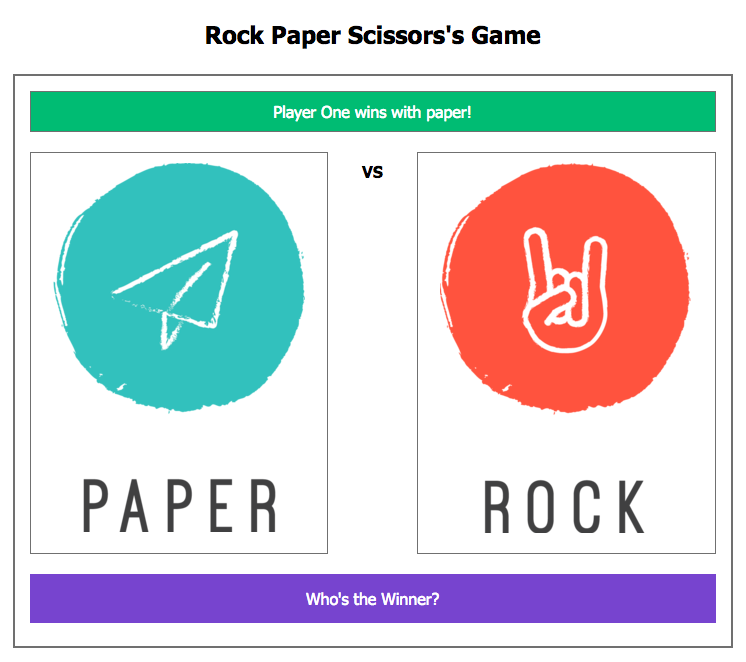 Rock Paper Scissors's Game
Player One wins with paper!
vs
PAPER
ROCK
Who's the Winner?